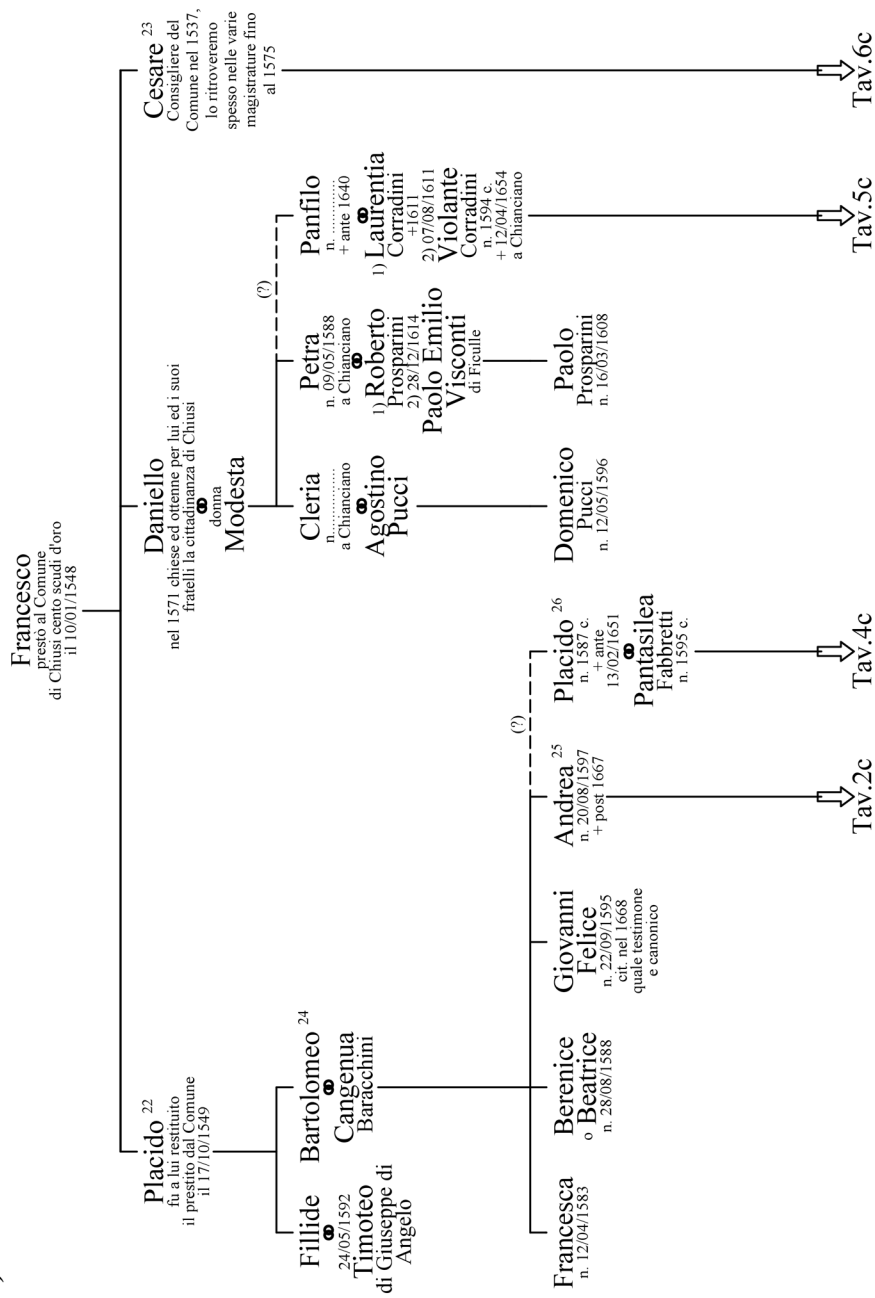 Francesco
prestò al Comune
di Chiusi cento scudi d'oro
il 10/01/1548
Placido 22
fu a lui restituito
il prestito dal Comune
il 17/10/1549
Daniello
nel 1571 chiese ed ottenne per lui ed i suoi
fratelli la cittadinanza di Chiusi
donna
Modesta
Cesare 23
Consigliere del
Comune nel 1537,
lo ritroveremo
spesso nelle varie
magistrature fino
al 1575
Fillide
24/05/1592
Timoteo
di Giuseppe di
Angelo
Bartolomeo 24
Cangenua
Baracchini
Cleria
n.................
a Chianciano
Agostino
Pucci
Petra
n. 09/05/1588
a Chianciano
1) Roberto
Prosparini
2) 28/12/1614
Paolo Emilio
Visconti
di Ficulle
(?)
Panfilo
n. ..............
+ ante 1640
1) Laurentia
Corradini
+1611
2) 07/08/1611
Violante
Corradini
n. 1594 c.
+ 12/04/1654
a Chianciano
Francesca
n. 12/04/1583
Berenice
o Beatrice
n. 28/08/1588
Giovanni
Felice
n. 22/09/1595
cit. nel 1668
quale testimone
e canonico
Andrea 25
n. 20/08/1597
+ post 1667
(?)
Placido 26
n. 1587 c.
+ ante
13/02/1651
Pantasilea
Fabbretti
n. 1595 c.
Domenico
Pucci
n. 12/05/1596
Paolo
Prosparini
n. 16/03/1608
Tav.2c
Tav.4c
Tav.5c
Tav.6c